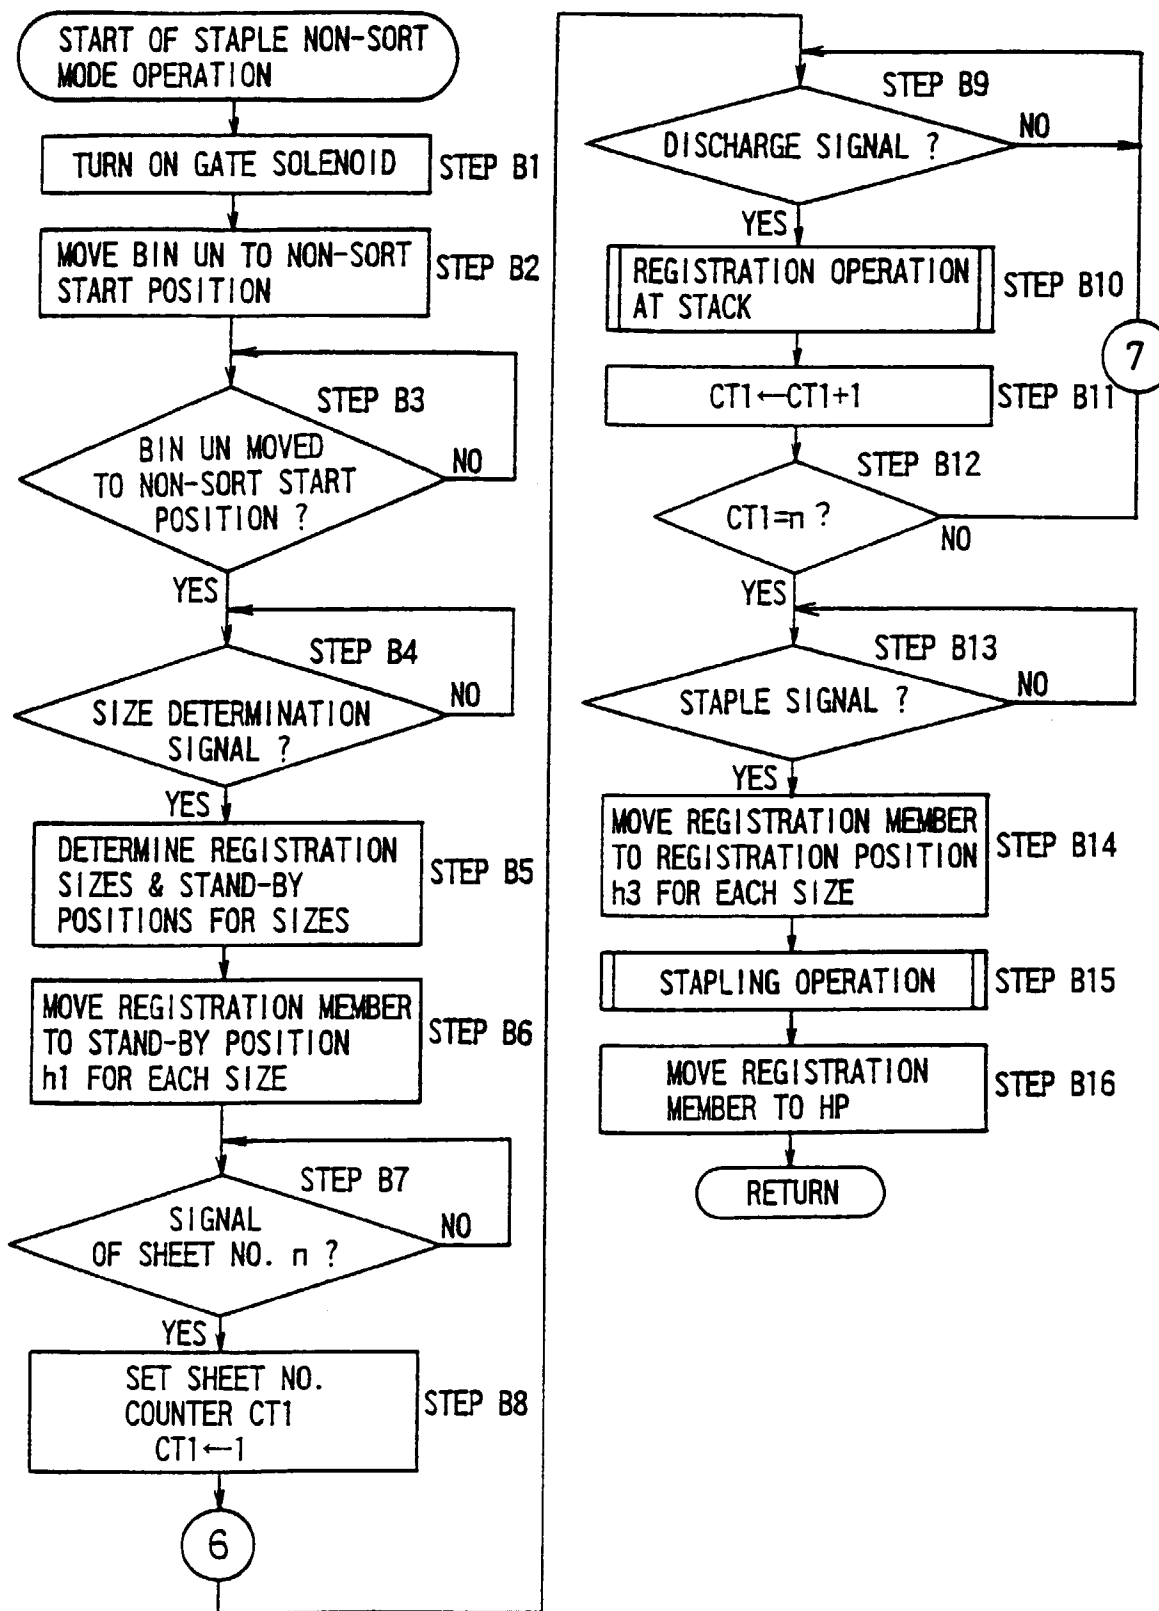 START OF STAPLE NON-SORT
MODE OPERATION
TURN ON GATE SOLENOID
STEP B1
MOVE BIN UN TO NON-SORT
START POSITION
STEP B2
STEP B3
BIN UN MOVED
TO NON-SORT START
POSITION ?
NO
YES
STEP B4
SIZE DETERMINATION
SIGNAL ?
NO
YES
DETERMINE REGISTRATION
SIZES & STAND-BY
POSITIONS FOR SIZES
STEP B5
MOVE REGISTRATION MEMBER
TO STAND-BY POSITION
h1 FOR EACH SIZE
STEP B6
STEP B7
SIGNAL
OF SHEET NO. n ?
NO
YES
SET SHEET NO.
COUNTER CT1
CT1←1
STEP B8
6
STEP B9
DISCHARGE SIGNAL ?
NO
YES
REGISTRATION OPERATION
AT STACK
STEP B10
7
CT1←CT1+1
STEP B11
STEP B12
CT1=n ?
NO
YES
STEP B13
STAPLE SIGNAL ?
NO
YES
MOVE REGISTRATION MEMBER
TO REGISTRATION POSITION
h3 FOR EACH SIZE
STEP B14
STAPLING OPERATION
STEP B15
MOVE REGISTRATION
MEMBER TO HP
STEP B16
RETURN